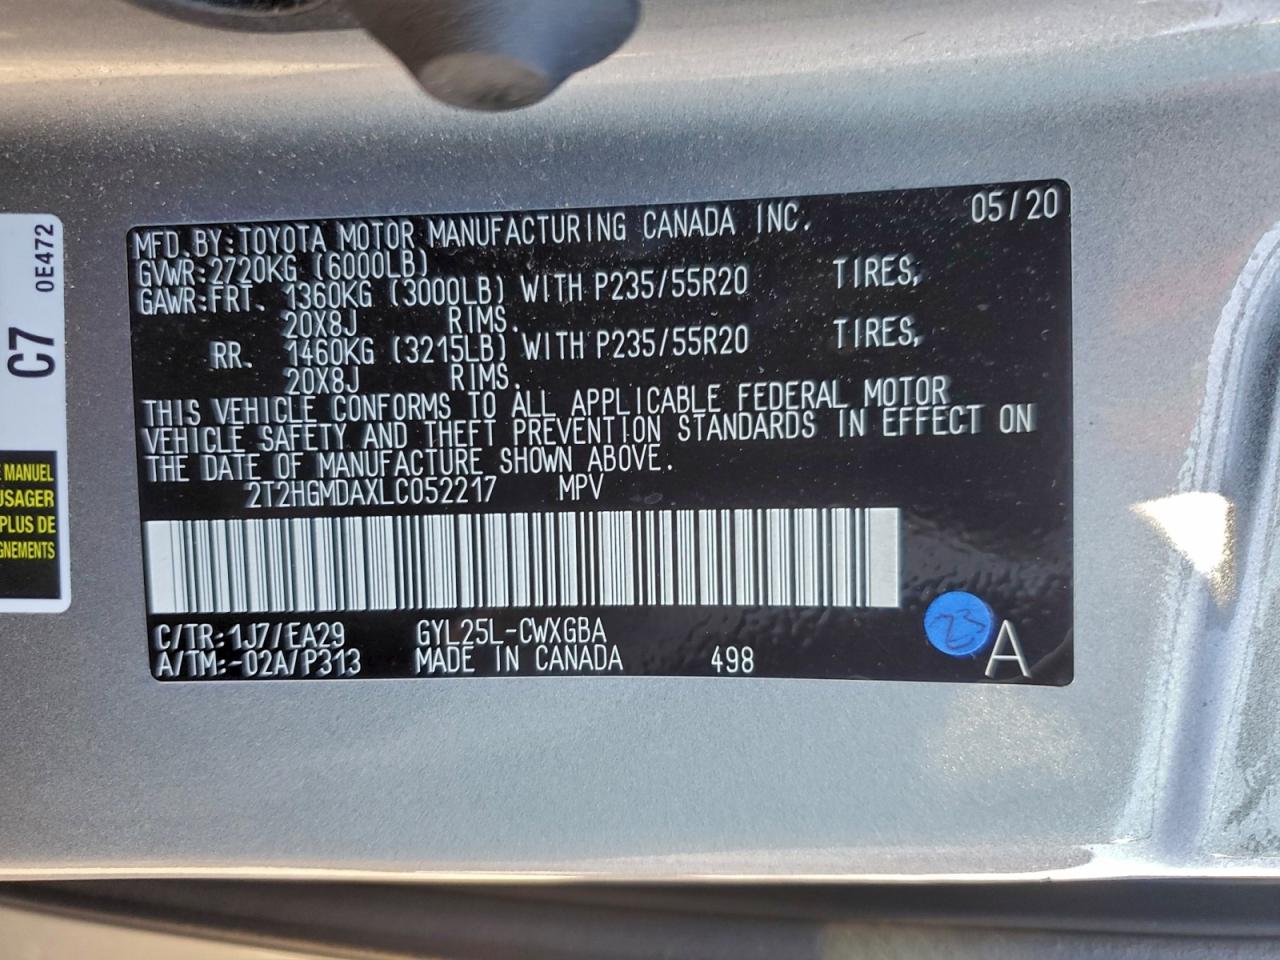 MFD. BY: TOYOTA MOTOR MANUFACTURING CANADA INC. 05/20
GVWR: 2720KG (6000LB)
GAWR: FRT. 1360KG (3000LB) WITH P235/55R20 TIRES,
20X8J RIMS.
RR. 1460KG (3215LB) WITH P235/55R20 TIRES,
20X8J RIMS.
THIS VEHICLE CONFORMS TO ALL APPLICABLE FEDERAL MOTOR
VEHICLE SAFETY AND THEFT PREVENTION STANDARDS IN EFFECT ON
THE DATE OF MANUFACTURE SHOWN ABOVE.
2T2HGMDAXLC052217 MPV
C/TR: 1J7/EA29 GYL25L-CWXGBA
A/TM: -02A/P313 MADE IN CANADA 498
23
A
C7 0E472
MANUEL
USAGER
PLUS DE
GNEMENTS